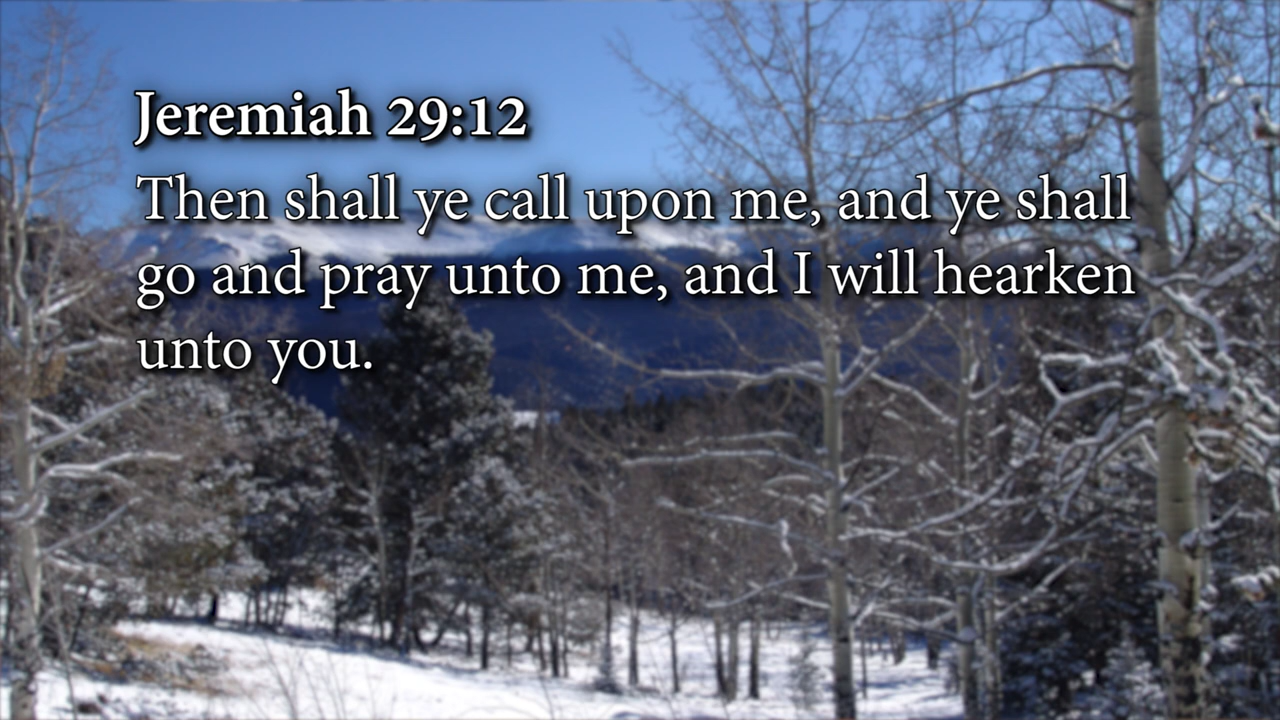 Jeremiah 29:12
Then shall ye call upon me, and ye shall
go and pray unto me, and I will hearken
unto you.